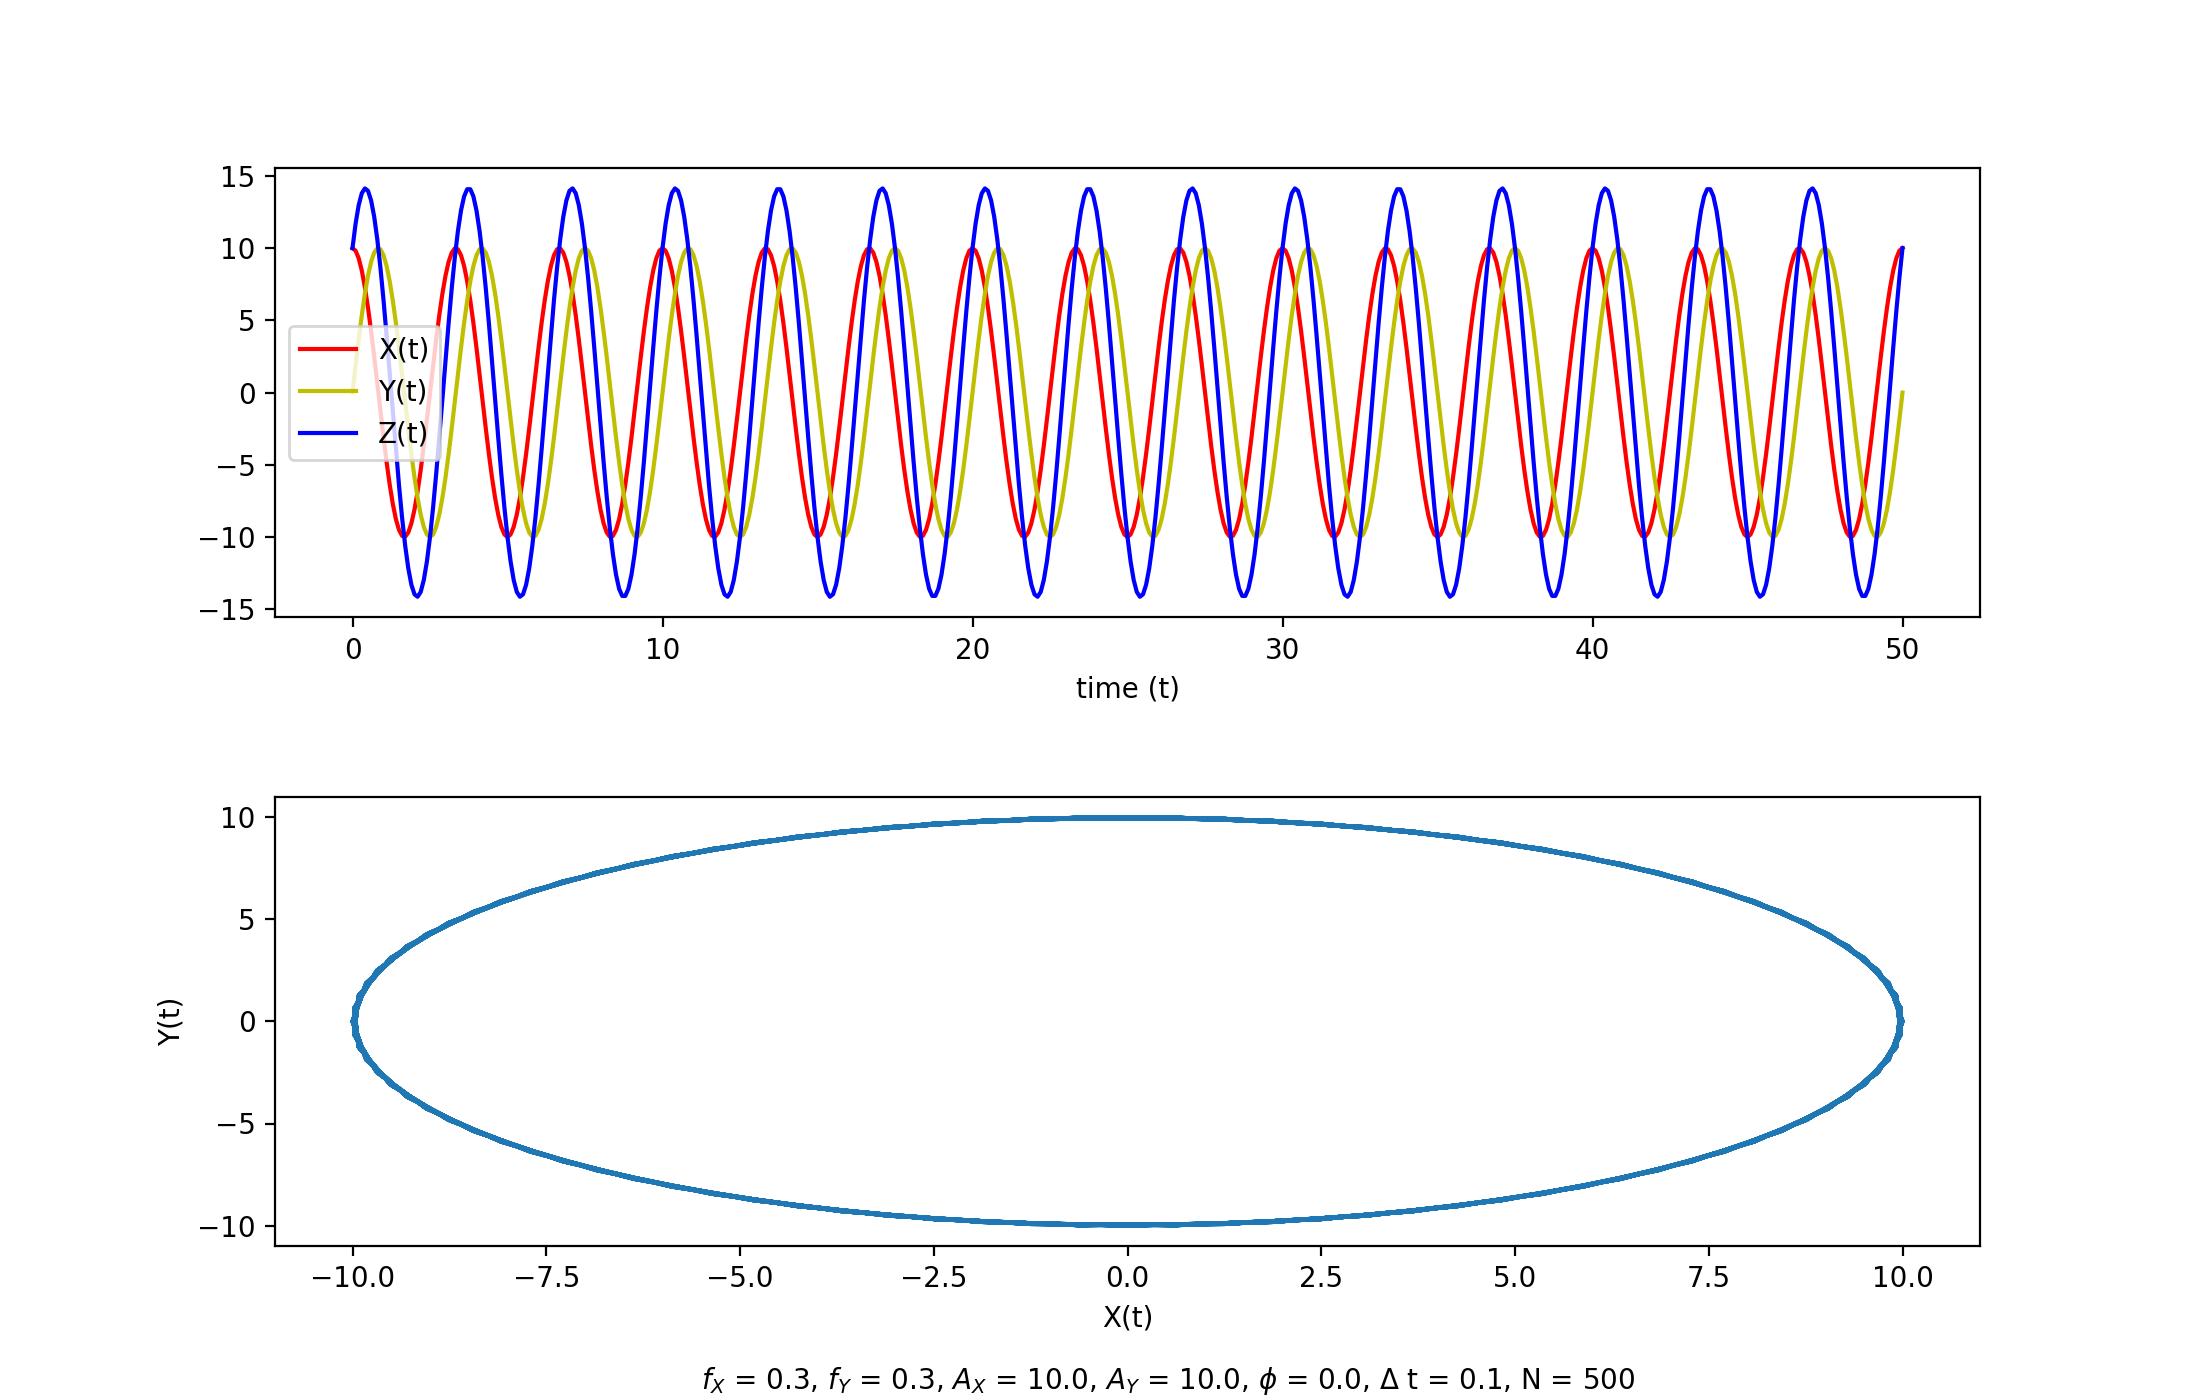 15
10
5
0
−5
−10
−15
X(t)
Y(t)
Z(t)
0 10 20 30 40 50
time (t)
10
5
0
−5
−10
Y(t)
−10.0 −7.5 −5.0 −2.5 0.0 2.5 5.0 7.5 10.0
X(t)
f_X = 0.3, f_Y = 0.3, A_X = 10.0, A_Y = 10.0, ϕ = 0.0, Δ t = 0.1, N = 500